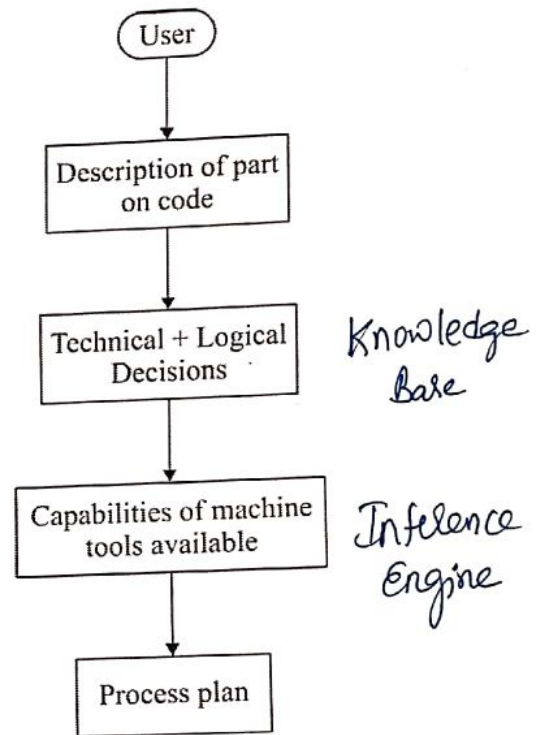 User
Description of part
on code
Technical + Logical
Decisions
Knowledge
Base
Capabilities of machine
tools available
Inference
Engine
Process plan